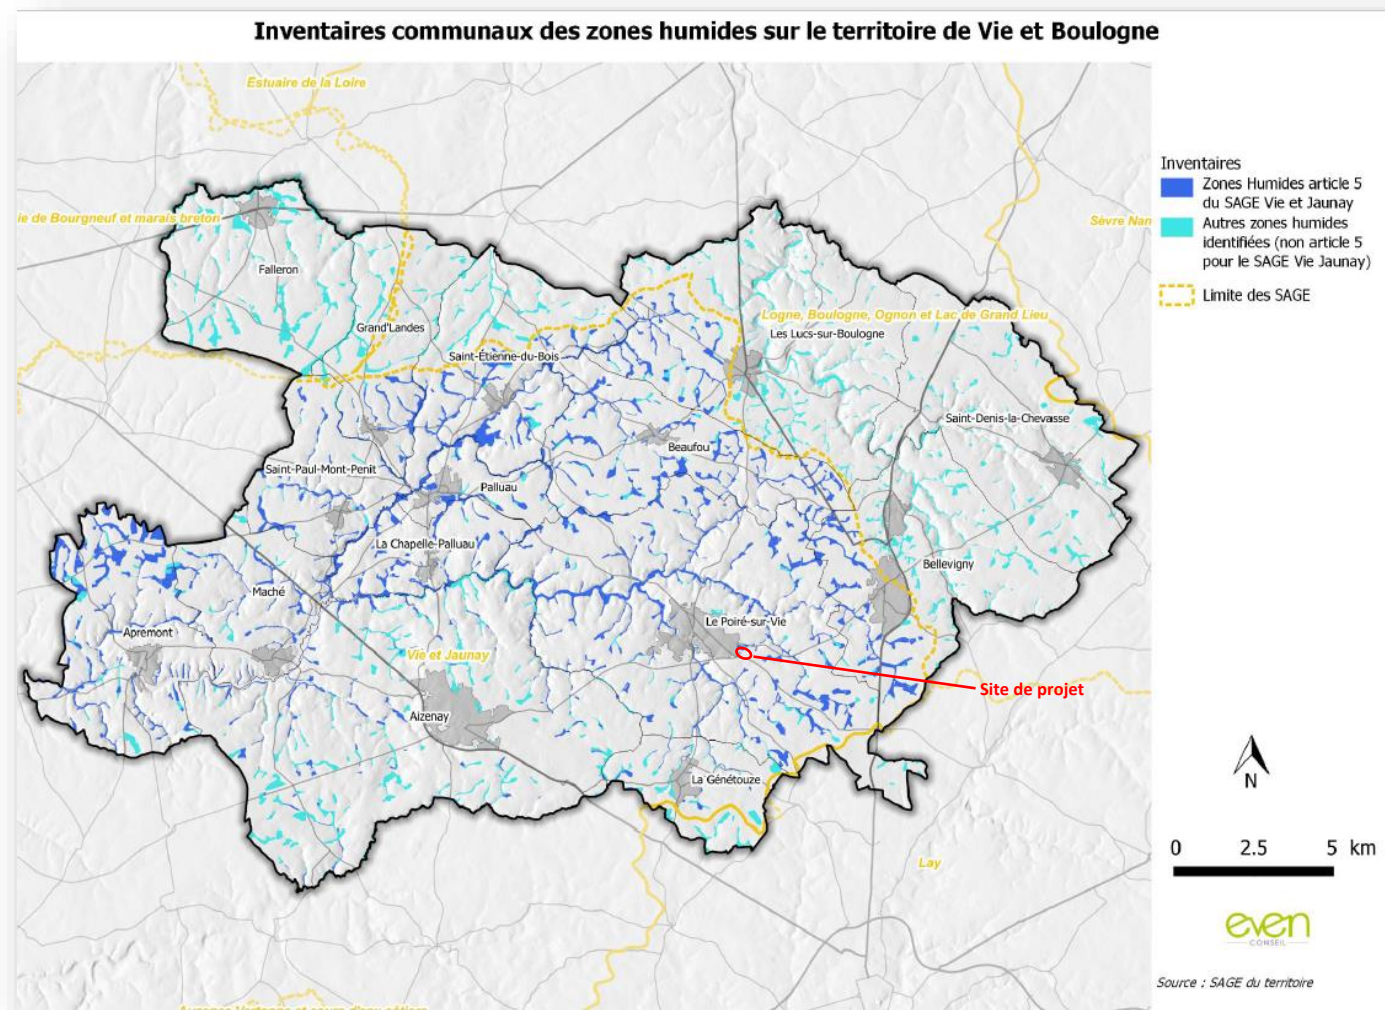 Inventaires communaux des zones humides sur le territoire de Vie et Boulogne
Estuaire de la Loire
Inventaires
Zones Humides article 5
du SAGE Vie et Jaunay
Autres zones humides
identifiées (non article 5
pour le SAGE Vie Jaunay)
Limite des SAGE
ie de Bourgneuf et marais breton
Sèvre Nan
Falleron
Grand'Landes
Logne, Boulogne, Ognon et Lac de Grand Lieu
Les Lucs-sur-Boulogne
Saint-Étienne-du-Bois
Saint-Denis-la-Chevasse
Beaufou
Saint-Paul-Mont-Penit
Palluau
La Chapelle-Palluau
Bellevigny
Maché
Le Poiré-sur-Vie
Apremont
Vie et Jaunay
Site de projet
Aizenay
La Génétouze
N
0 2.5 5 km
Lay
even
CONSEIL
Source : SAGE du territoire